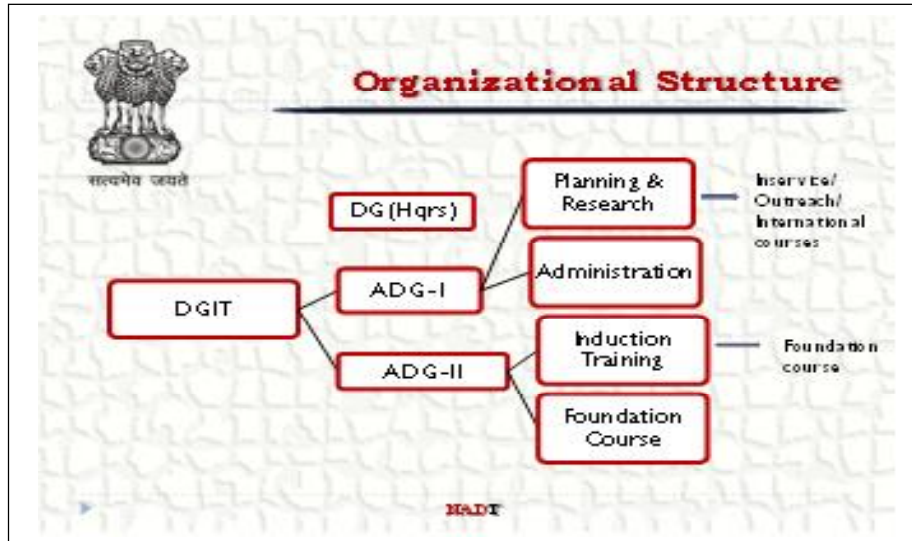 Organizational Structure
सत्यमेव जयते
DG(Hqrs)
Planning &
Research
Inservice/
Outreach/
International
courses
ADG-I
Administration
DGIT
Induction
Training
Foundation
course
ADG-II
Foundation
Course
NADT